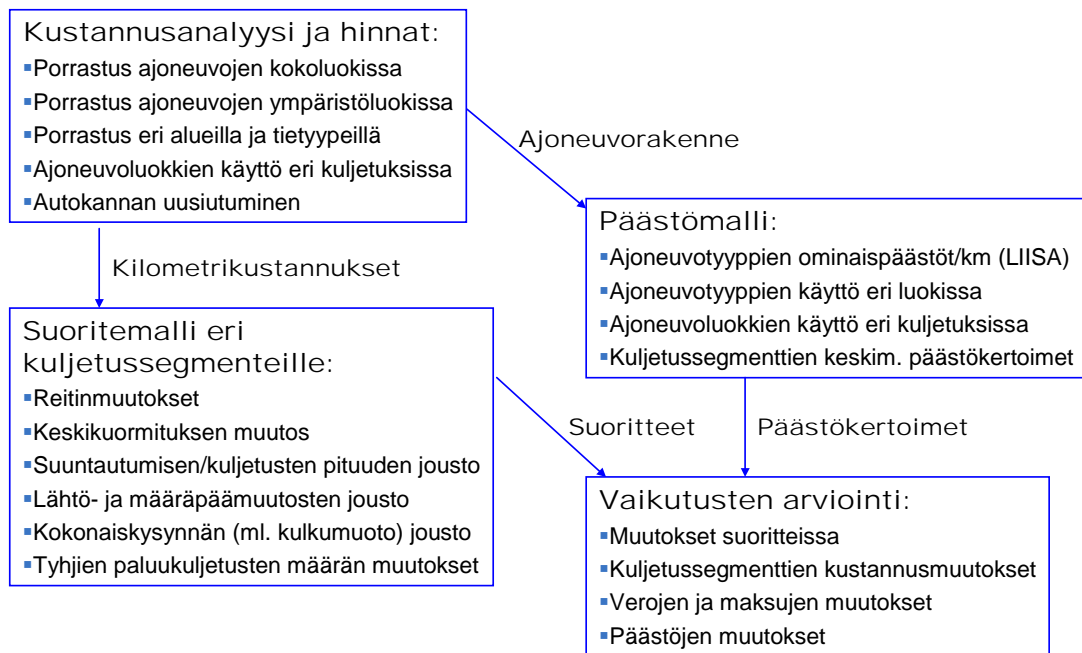 Kustannusanalyysi ja hinnat:
▪Porrastus ajoneuvojen kokoluokissa
▪Porrastus ajoneuvojen ympäristöluokissa
▪Porrastus eri alueilla ja tietyypeillä
▪Ajoneuvoluokkien käyttö eri kuljetuksissa
▪Autokannan uusiutuminen
Ajoneuvorakenne
Kilometrikustannukset
Päästömalli:
▪Ajoneuvotyyppien ominaispäästöt/km (LIISA)
▪Ajoneuvotyyppien käyttö eri luokissa
▪Ajoneuvoluokkien käyttö eri kuljetuksissa
▪Kuljetussegmenttien keskim. päästökertoimet
Suoritemalli eri
kuljetussegmenteille:
▪Reitinmuutokset
▪Keskikuormituksen muutos
▪Suuntautumisen/kuljetusten pituuden jousto
▪Lähtö- ja määräpäämuutosten jousto
▪Kokonaiskysynnän (ml. kulkumuoto) jousto
▪Tyhjien paluukuljetusten määrän muutokset
Suoritteet
Päästökertoimet
Vaikutusten arviointi:
▪Muutokset suoritteissa
▪Kuljetussegmenttien kustannusmuutokset
▪Verojen ja maksujen muutokset
▪Päästöjen muutokset